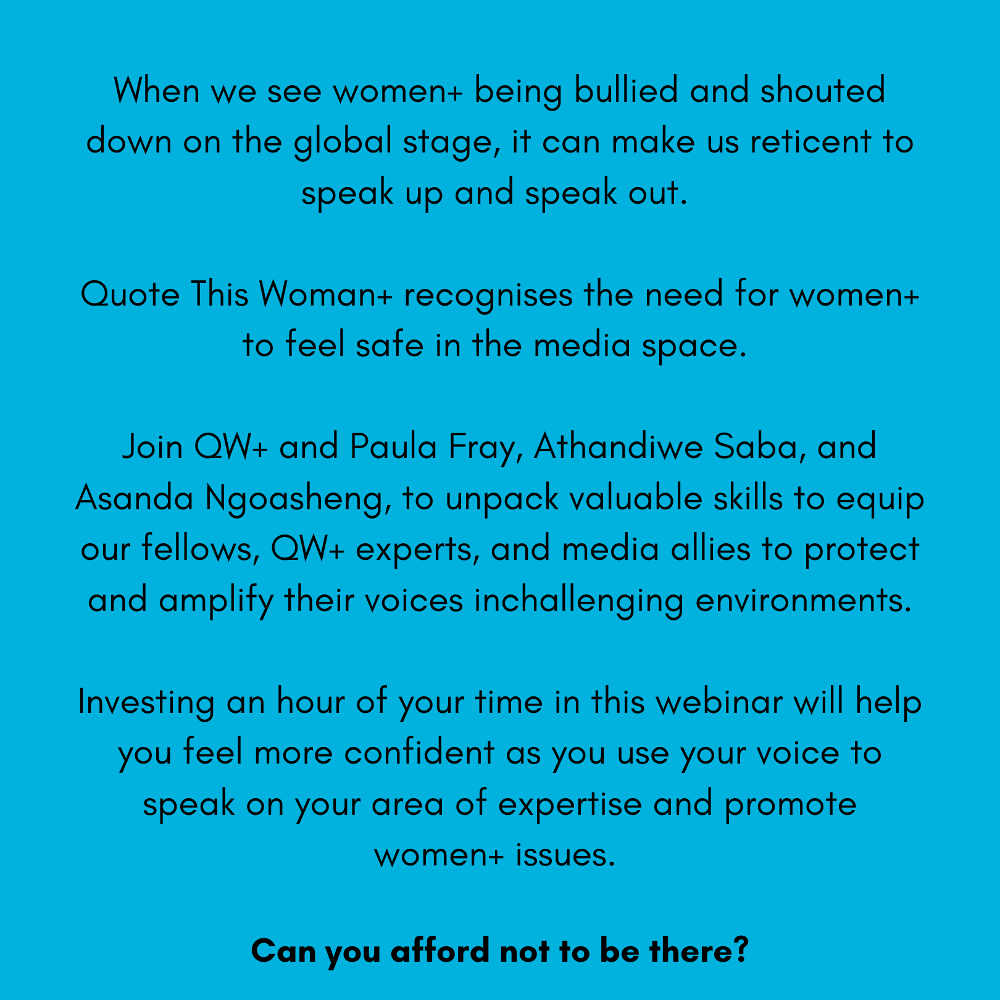 When we see women+ being bullied and shouted
down on the global stage, it can make us reticent to
speak up and speak out.
Quote This Woman+ recognises the need for women+
to feel safe in the media space.
Join QW+ and Paula Fray, Athandiwe Saba, and
Asanda Ngoasheng, to unpack valuable skills to equip
our fellows, QW+ experts, and media allies to protect
and amplify their voices inchallenging environments.
Investing an hour of your time in this webinar will help
you feel more confident as you use your voice to
speak on your area of expertise and promote
women+ issues.
Can you afford not to be there?